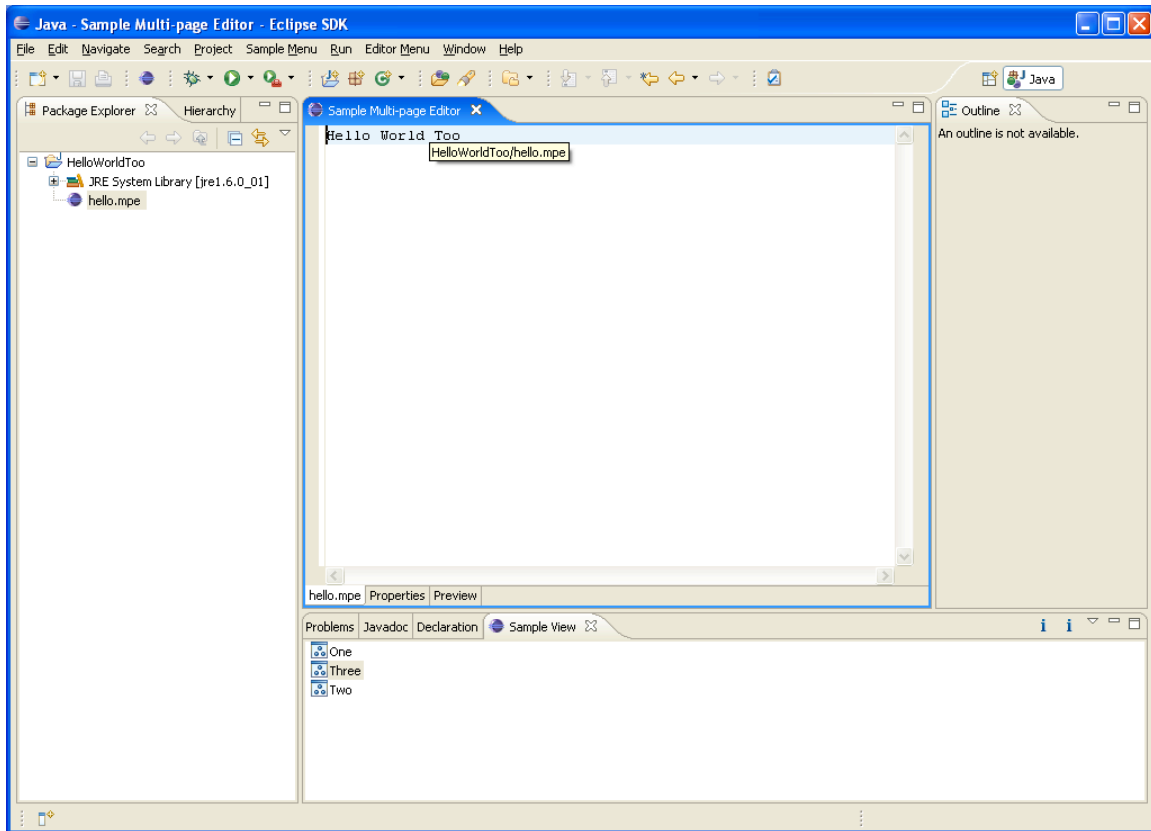 Java - Sample Multi-page Editor - Eclipse SDK
File Edit Navigate Search Project Sample Menu Run Editor Menu Window Help
Java
Package Explorer Hierarchy
Sample Multi-page Editor
Outline
HelloWorldToo
JRE System Library [jre1.6.0_01]
hello.mpe
Hello World Too
HelloWorldToo/hello.mpe
An outline is not available.
hello.mpe Properties Preview
Problems Javadoc Declaration Sample View
One
Three
Two